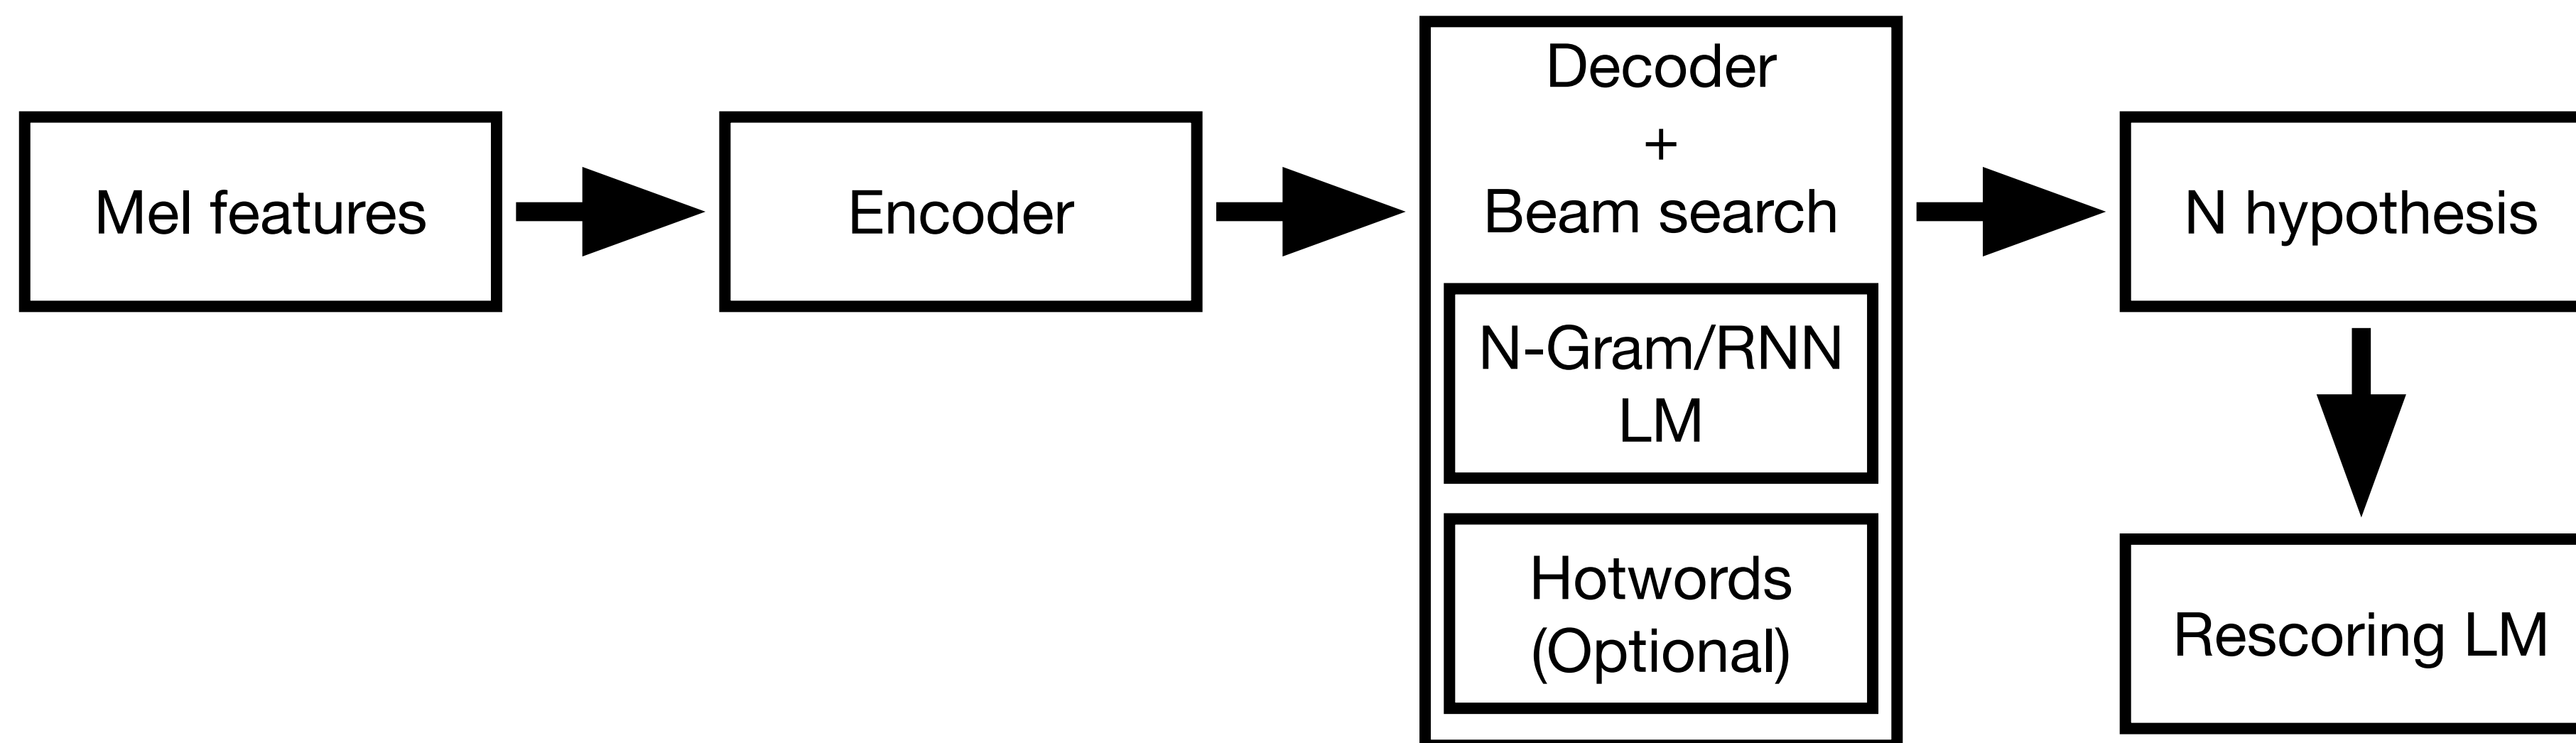 Mel features
Encoder
Decoder
+
Beam search
N-Gram/RNN
LM
Hotwords
(Optional)
N hypothesis
Rescoring LM